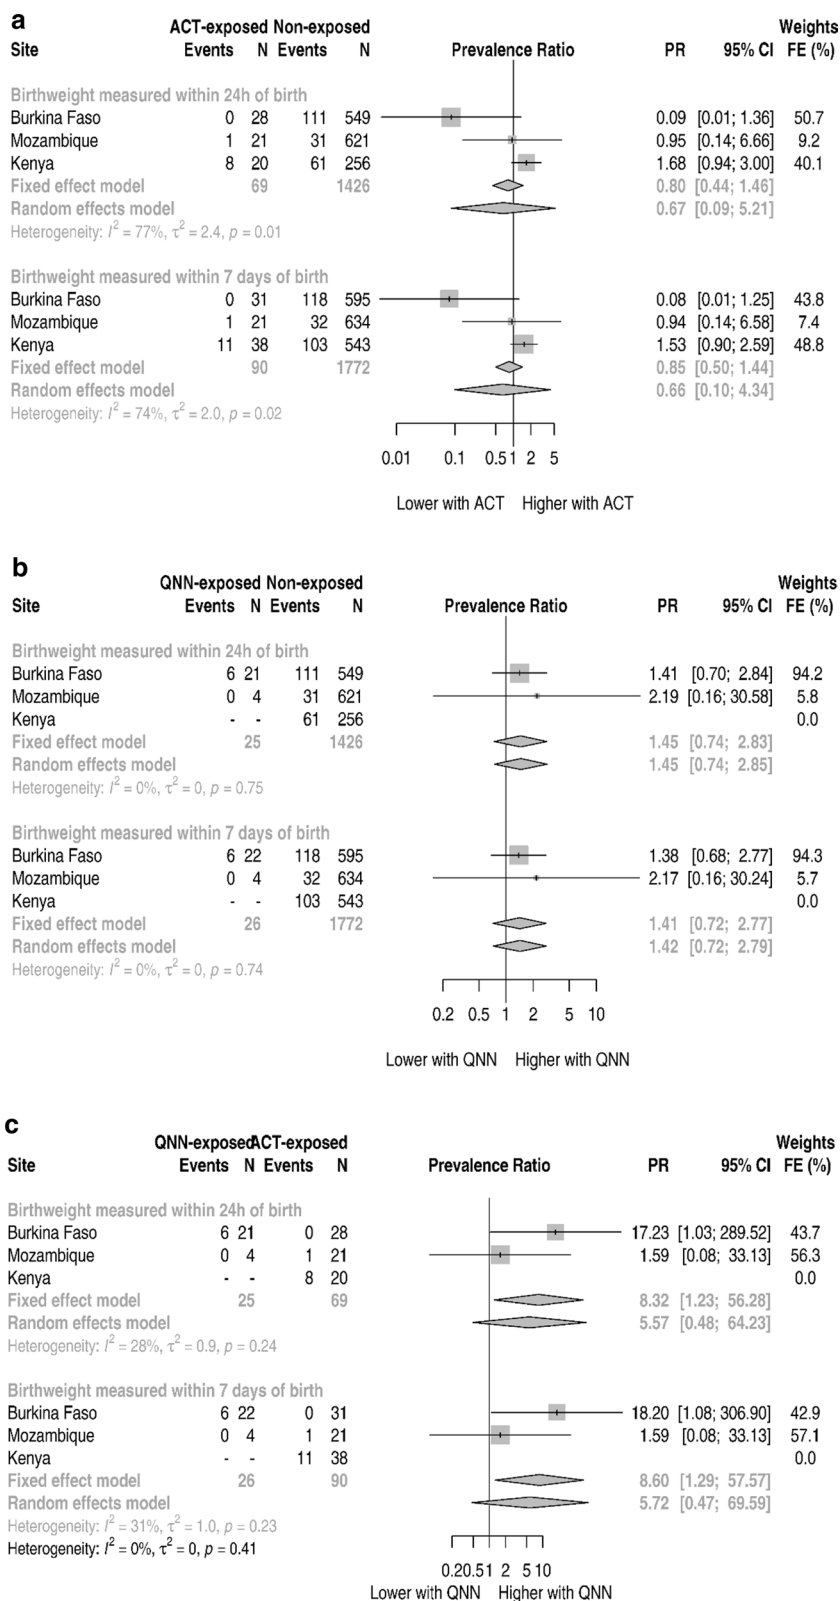 a
ACT-exposed Non-exposed Weights
Site Events N Events N Prevalence Ratio PR 95% CI FE (%)
Birthweight measured within 24h of birth
Burkina Faso 0 28 111 549 0.09 [0.01; 1.36] 50.7
Mozambique 1 21 31 621 0.95 [0.14; 6.66] 9.2
Kenya 8 20 61 256 1.68 [0.94; 3.00] 40.1
Fixed effect model 69 1426 0.80 [0.44; 1.46]
Random effects model 0.67 [0.09; 5.21]
Heterogeneity: I² = 77%, τ² = 2.4, p = 0.01
Birthweight measured within 7 days of birth
Burkina Faso 0 31 118 595 0.08 [0.01; 1.25] 43.8
Mozambique 1 21 32 634 0.94 [0.14; 6.58] 7.4
Kenya 11 38 103 543 1.53 [0.90; 2.59] 48.8
Fixed effect model 90 1772 0.85 [0.50; 1.44]
Random effects model 0.66 [0.10; 4.34]
Heterogeneity: I² = 74%, τ² = 2.0, p = 0.02
0.01 0.1 0.5 1 2 5
Lower with ACT Higher with ACT
b
QNN-exposed Non-exposed Weights
Site Events N Events N Prevalence Ratio PR 95% CI FE (%)
Birthweight measured within 24h of birth
Burkina Faso 6 21 111 549 1.41 [0.70; 2.84] 94.2
Mozambique 0 4 31 621 2.19 [0.16; 30.58] 5.8
Kenya - - 61 256 0.0
Fixed effect model 25 1426 1.45 [0.74; 2.83]
Random effects model 1.45 [0.74; 2.85]
Heterogeneity: I² = 0%, τ² = 0, p = 0.75
Birthweight measured within 7 days of birth
Burkina Faso 6 22 118 595 1.38 [0.68; 2.77] 94.3
Mozambique 0 4 32 634 2.17 [0.16; 30.24] 5.7
Kenya - - 103 543 0.0
Fixed effect model 26 1772 1.41 [0.72; 2.77]
Random effects model 1.42 [0.72; 2.79]
Heterogeneity: I² = 0%, τ² = 0, p = 0.74
0.2 0.5 1 2 5 10
Lower with QNN Higher with QNN
c
QNN-exposed ACT-exposed Weights
Site Events N Events N Prevalence Ratio PR 95% CI FE (%)
Birthweight measured within 24h of birth
Burkina Faso 6 21 0 28 17.23 [1.03; 289.52] 43.7
Mozambique 0 4 1 21 1.59 [0.08; 33.13] 56.3
Kenya - - 8 20 0.0
Fixed effect model 25 69 8.32 [1.23; 56.28]
Random effects model 5.57 [0.48; 64.23]
Heterogeneity: I² = 28%, τ² = 0.9, p = 0.24
Birthweight measured within 7 days of birth
Burkina Faso 6 22 0 31 18.20 [1.08; 306.90] 42.9
Mozambique 0 4 1 21 1.59 [0.08; 33.13] 57.1
Kenya - - 11 38 0.0
Fixed effect model 26 90 8.60 [1.29; 57.57]
Random effects model 5.72 [0.47; 69.59]
Heterogeneity: I² = 31%, τ² = 1.0, p = 0.23
Heterogeneity: I² = 0%, τ² = 0, p = 0.41
0.2 0.5 1 2 5 10
Lower with QNN Higher with QNN